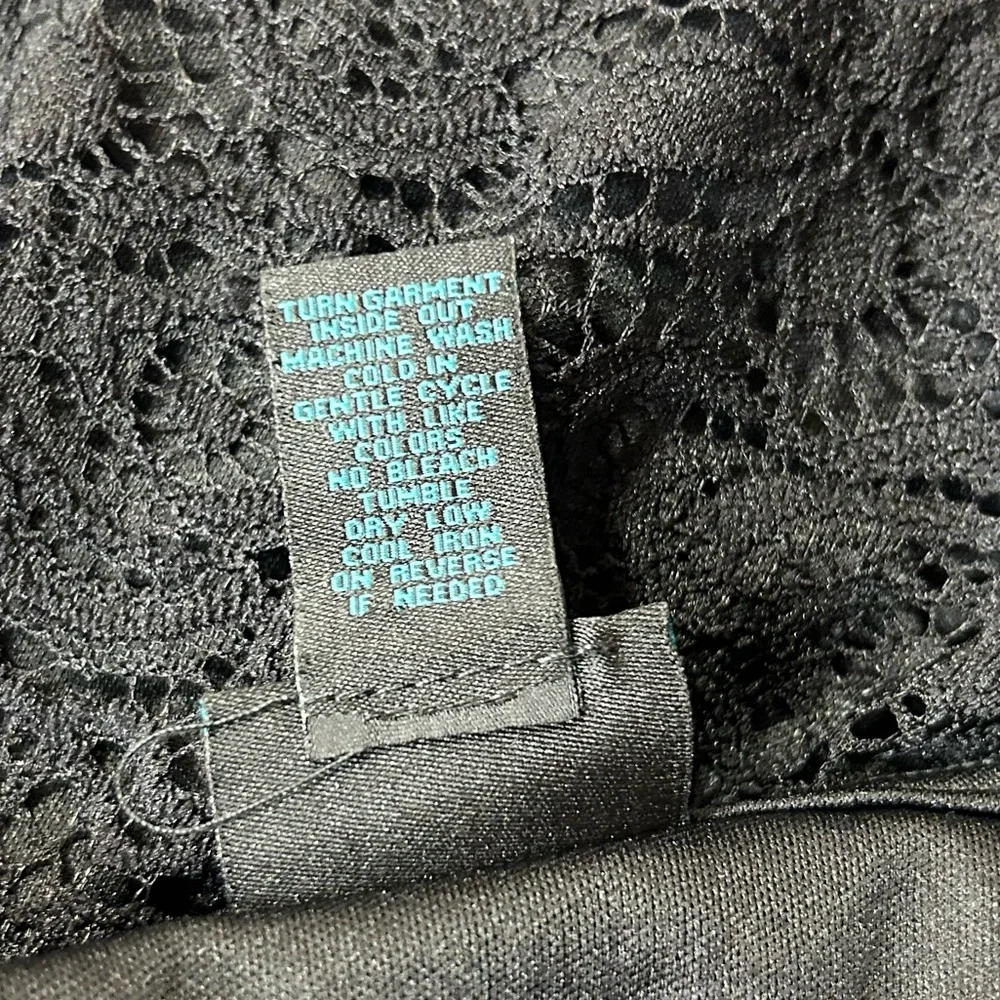 TURN GARMENT
INSIDE OUT
MACHINE WASH
COLD IN
GENTLE CYCLE
WITH LIKE
COLORS
NO BLEACH
TUMBLE
DRY LOW
COOL IRON
ON REVERSE
IF NEEDED